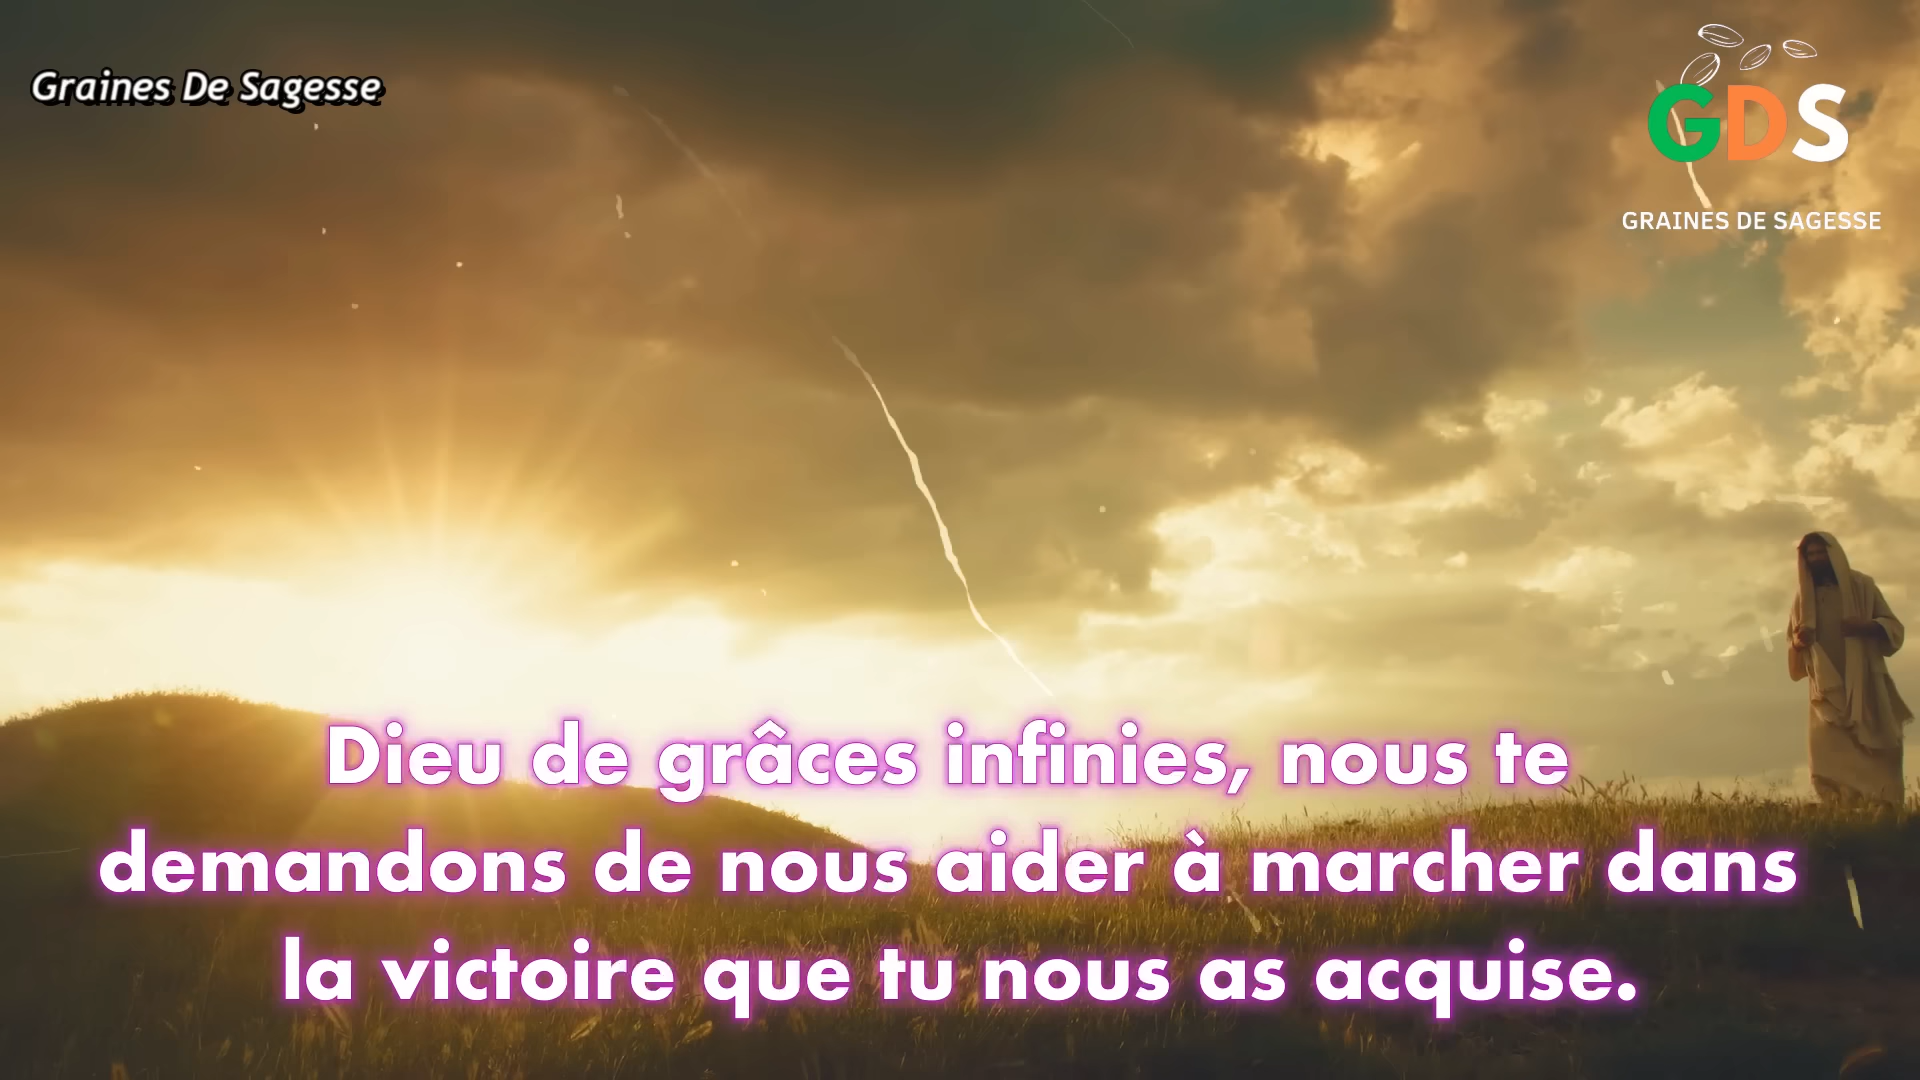 Graines De Sagesse
GDS
GRAINES DE SAGESSE
Dieu de grâces infinies, nous te
demandons de nous aider à marcher dans
la victoire que tu nous as acquise.